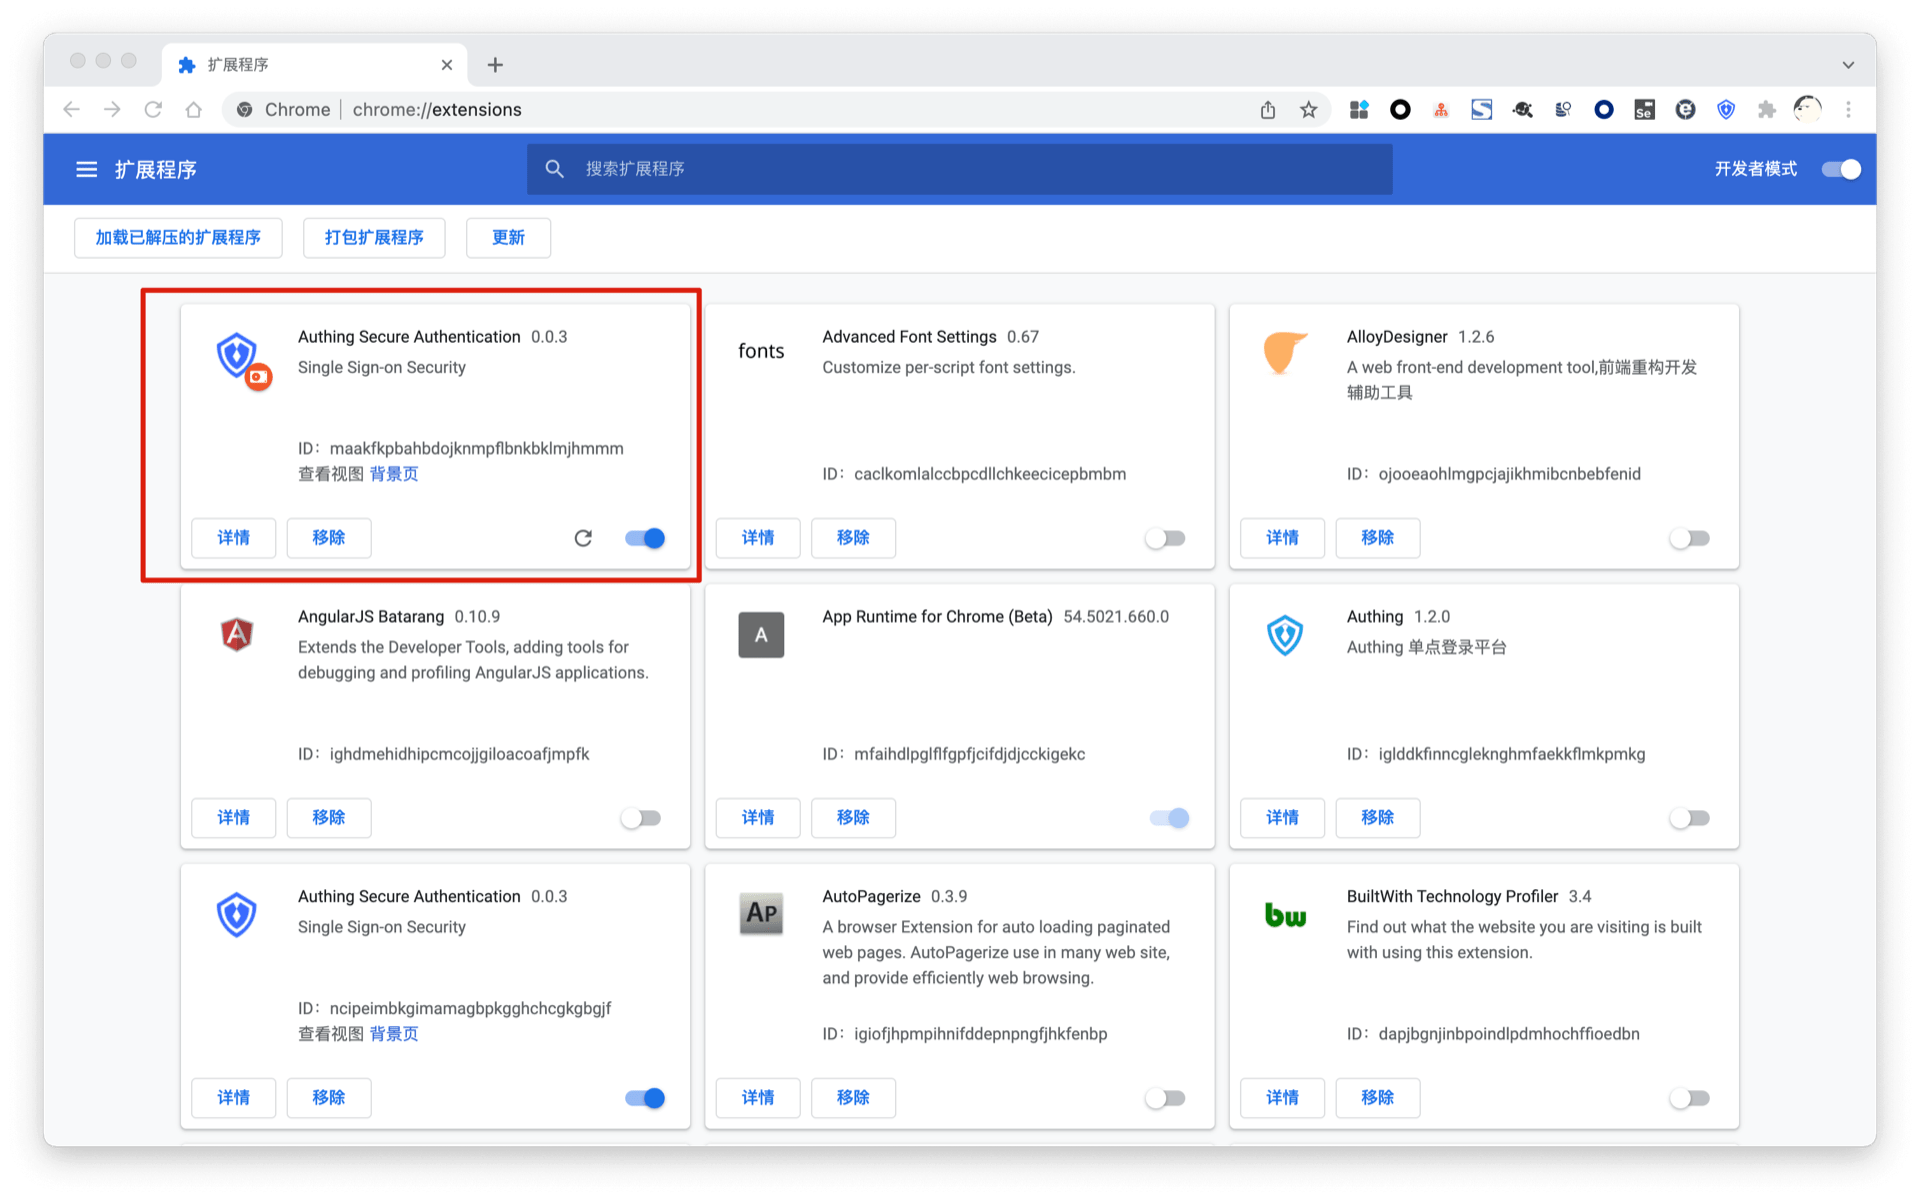 扩展程序
Chrome | chrome://extensions
Se
扩展程序
搜索扩展程序
开发者模式
加载已解压的扩展程序
打包扩展程序
更新
Authing Secure Authentication 0.0.3
Single Sign-on Security
ID：maakfkpbahbdojknmpflbnkbklmjhmmm
查看视图 背景页
详情
移除
fonts
Advanced Font Settings 0.67
Customize per-script font settings.
ID：caclkomlalccbpcdllchkeecicepbmbm
详情
移除
AlloyDesigner 1.2.6
A web front-end development tool,前端重构开发
辅助工具
ID：ojooeaohlmgpcjajikhmibcnbebfenid
详情
移除
AngularJS Batarang 0.10.9
Extends the Developer Tools, adding tools for
debugging and profiling AngularJS applications.
ID：ighdmehidhipcmcojjgiloacoafjmpfk
详情
移除
A
App Runtime for Chrome (Beta) 54.5021.660.0
ID：mfaihdlpglflfgpfjcifdjdjcckigekc
详情
移除
Authing 1.2.0
Authing 单点登录平台
ID：iglddkfinncgleknghmfaekkflmkpmkg
详情
移除
Authing Secure Authentication 0.0.3
Single Sign-on Security
ID：ncipeimbkgimamagbpkgghchcgkgbgjf
查看视图 背景页
详情
移除
AP
AutoPagerize 0.3.9
A browser Extension for auto loading paginated
web pages. AutoPagerize use in many web site,
and provide efficiently web browsing.
ID：igiofjhpmpihnifddepnpngfjhkfenbp
详情
移除
bw
BuiltWith Technology Profiler 3.4
Find out what the website you are visiting is built
with using this extension.
ID：dapjbgnjinbpoindlpdmhochffioedbn
详情
移除